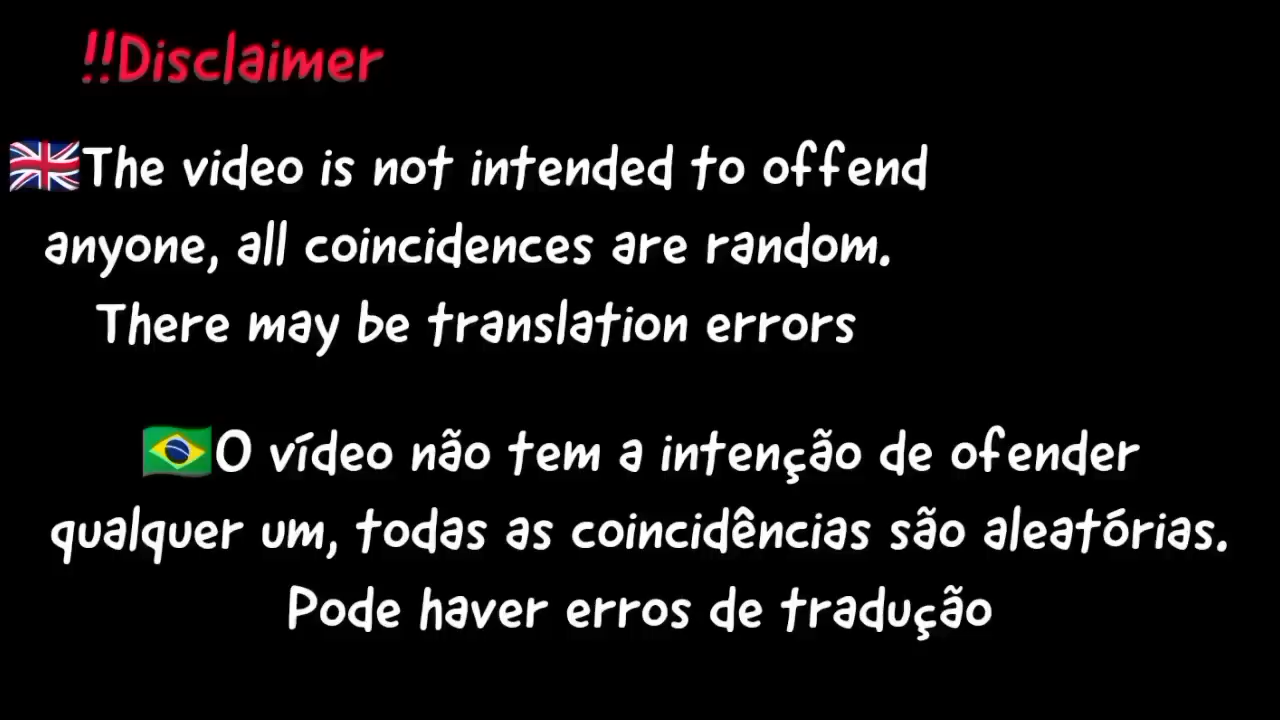 !!Disclaimer
🇬🇧The video is not intended to offend
anyone, all coincidences are random.
There may be translation errors
🇧🇷O vídeo não tem a intenção de ofender
qualquer um, todas as coincidências são aleatórias.
Pode haver erros de tradução